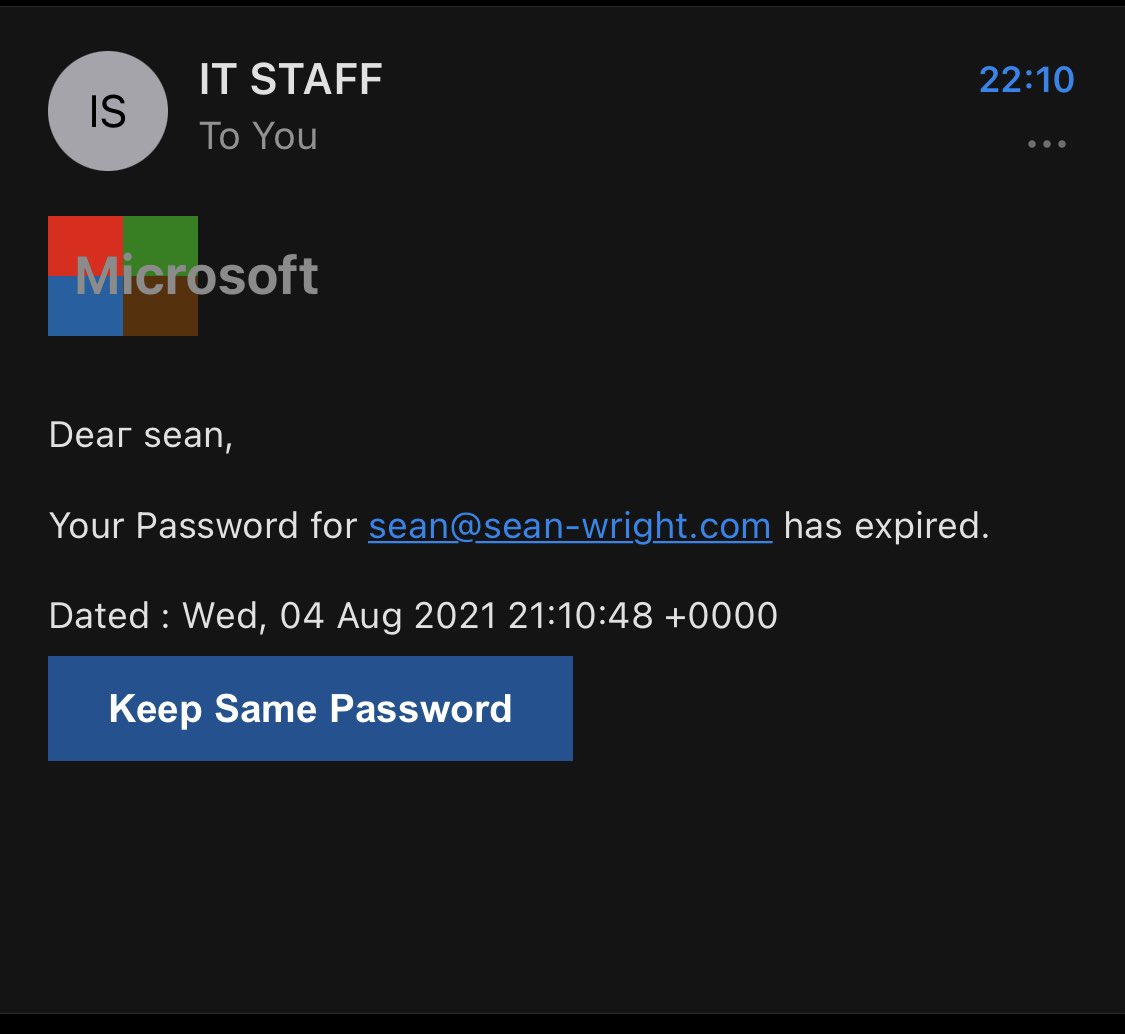 IS
IT STAFF
22:10
To You
Microsoft
Deaг sean,
Your Password for sean@sean-wright.com has expired.
Dated : Wed, 04 Aug 2021 21:10:48 +0000
Keep Same Password